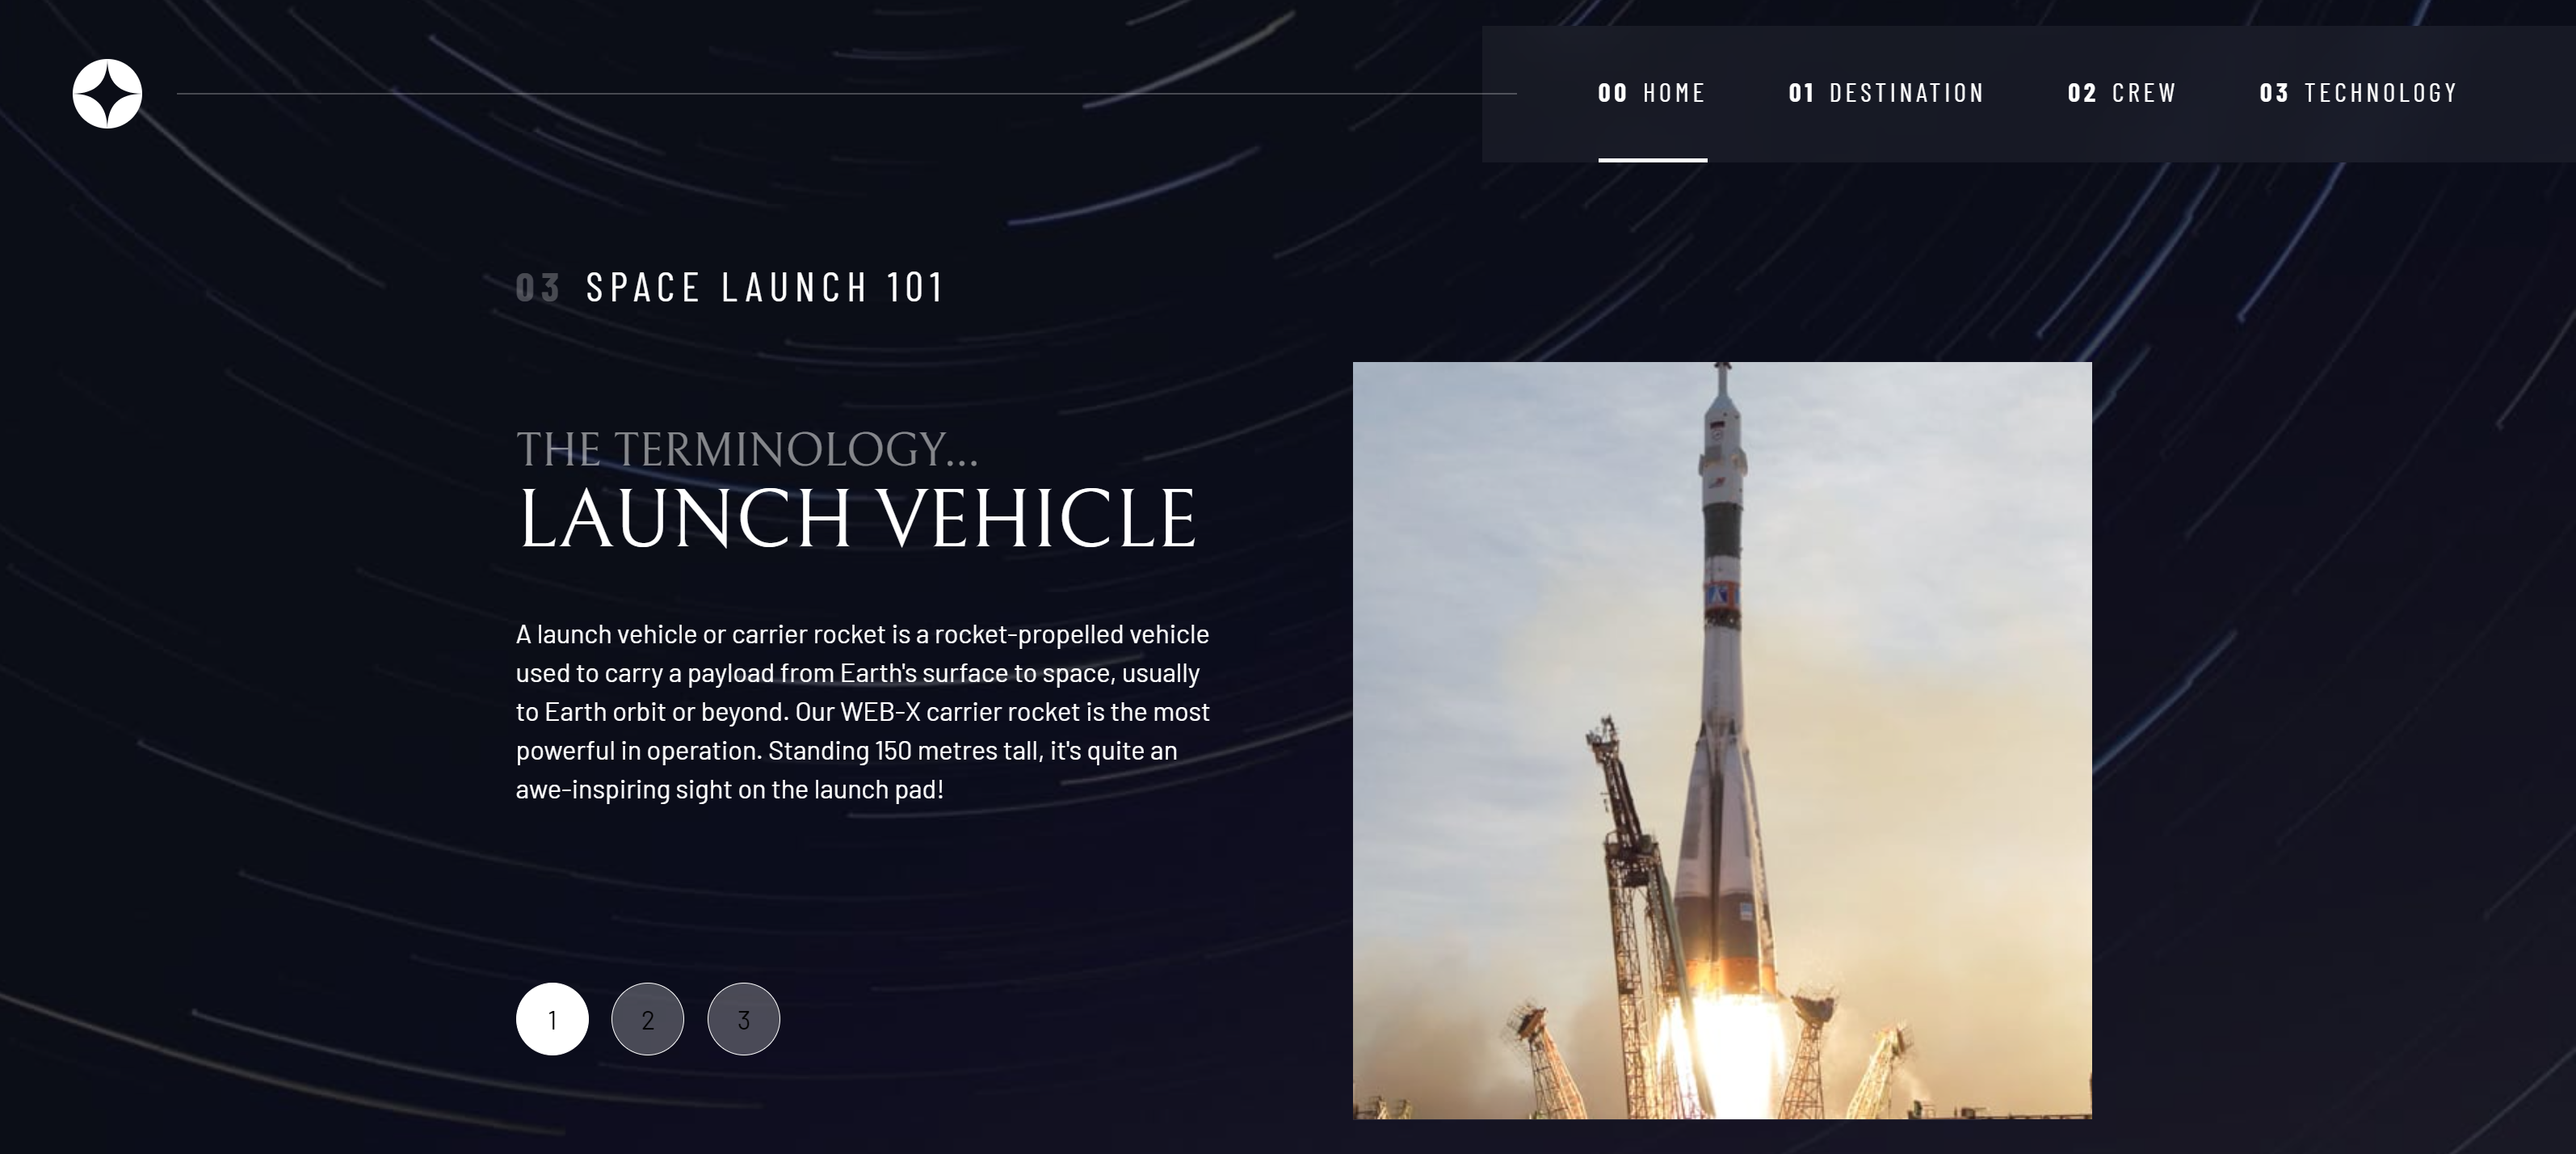 00 HOME 01 DESTINATION 02 CREW 03 TECHNOLOGY
03 SPACE LAUNCH 101
THE TERMINOLOGY...
LAUNCH VEHICLE
A launch vehicle or carrier rocket is a rocket-propelled vehicle
used to carry a payload from Earth's surface to space, usually
to Earth orbit or beyond. Our WEB-X carrier rocket is the most
powerful in operation. Standing 150 metres tall, it's quite an
awe-inspiring sight on the launch pad!
1 2 3